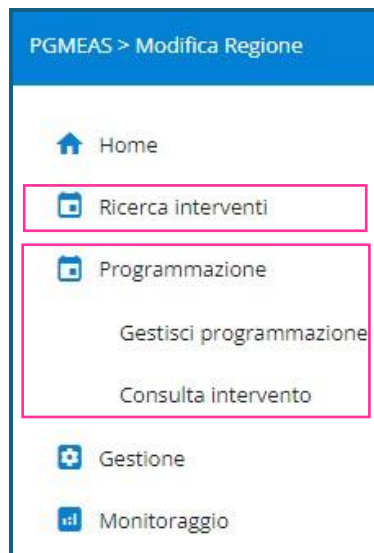 PGMEAS > Modifica Regione
Home
Ricerca interventi
Programmazione
Gestisci programmazione
Consulta intervento
Gestione
Monitoraggio